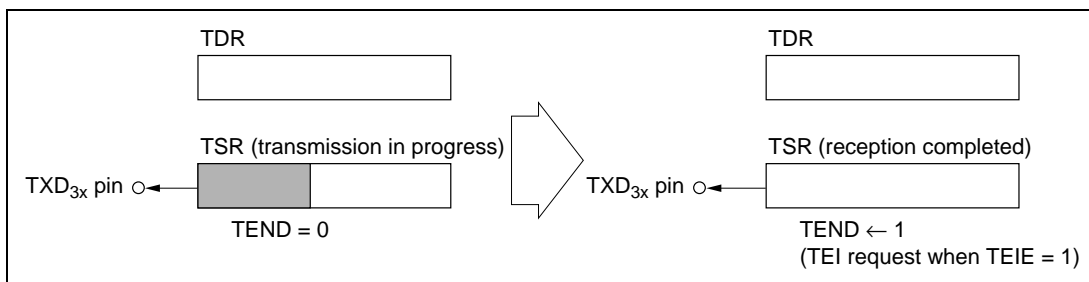 TDR
TSR (transmission in progress)
TXD3x pin
TEND = 0
TDR
TSR (reception completed)
TXD3x pin
TEND ← 1
(TEI request when TEIE = 1)